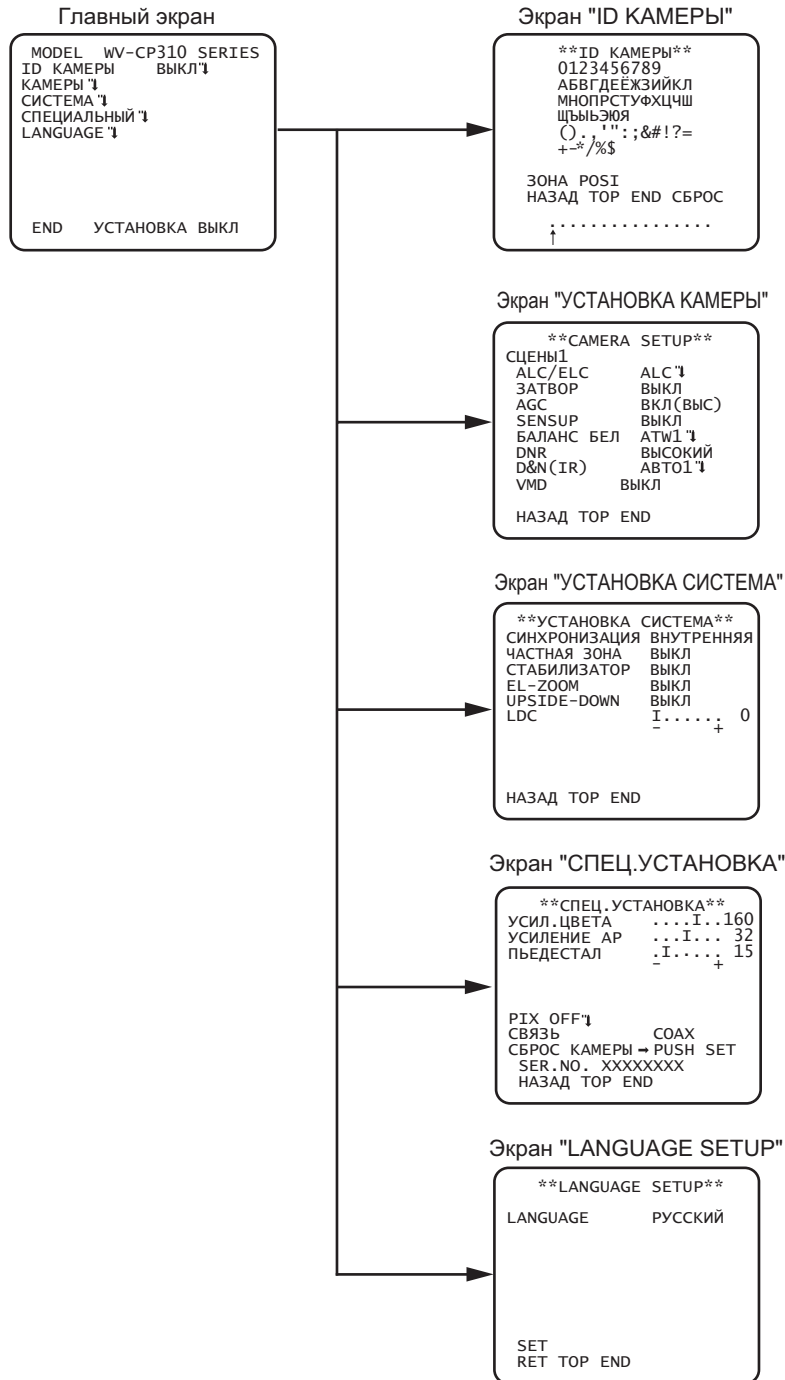 Главный экран
MODEL WV-CP310 SERIES
ID КАМЕРЫ ВЫКЛ
КАМЕРЫ
СИСТЕМА
СПЕЦИАЛЬНЫЙ
LANGUAGE
END УСТАНОВКА ВЫКЛ
Экран "ID КАМЕРЫ"
**ID КАМЕРЫ**
0123456789
АБВГДЕЁЖЗИЙКЛ
МНОПРСТУФХЦЧШ
ЩЪЫЬЭЮЯ
().,'":;&#!?=
+-*/%$
ЗОНА POSI
НАЗАД TOP END СБРОС
................
↑
Экран "УСТАНОВКА КАМЕРЫ"
**CAMERA SETUP**
СЦЕНЫ1
ALC/ELC ALC
ЗАТВОР ВЫКЛ
AGC ВКЛ(ВЫС)
SENSUP ВЫКЛ
БАЛАНС БЕЛ ATW1
DNR ВЫСОКИЙ
D&N(IR) АВТО1
VMD ВЫКЛ
НАЗАД TOP END
Экран "УСТАНОВКА СИСТЕМА"
**УСТАНОВКА СИСТЕМА**
СИНХРОНИЗАЦИЯ ВНУТРЕННЯЯ
ЧАСТНАЯ ЗОНА ВЫКЛ
СТАБИЛИЗАТОР ВЫКЛ
EL-ZOOM ВЫКЛ
UPSIDE-DOWN ВЫКЛ
LDC I...... 0
- +
НАЗАД TOP END
Экран "СПЕЦ.УСТАНОВКА"
**СПЕЦ.УСТАНОВКА**
УСИЛ.ЦВЕТА ....I..160
УСИЛЕНИЕ АР ...I... 32
ПЬЕДЕСТАЛ .I..... 15
- +
PIX OFF
СВЯЗЬ COAX
СБРОС КАМЕРЫ → PUSH SET
SER.NO. XXXXXXXX
НАЗАД TOP END
Экран "LANGUAGE SETUP"
**LANGUAGE SETUP**
LANGUAGE РУССКИЙ
SET
RET TOP END